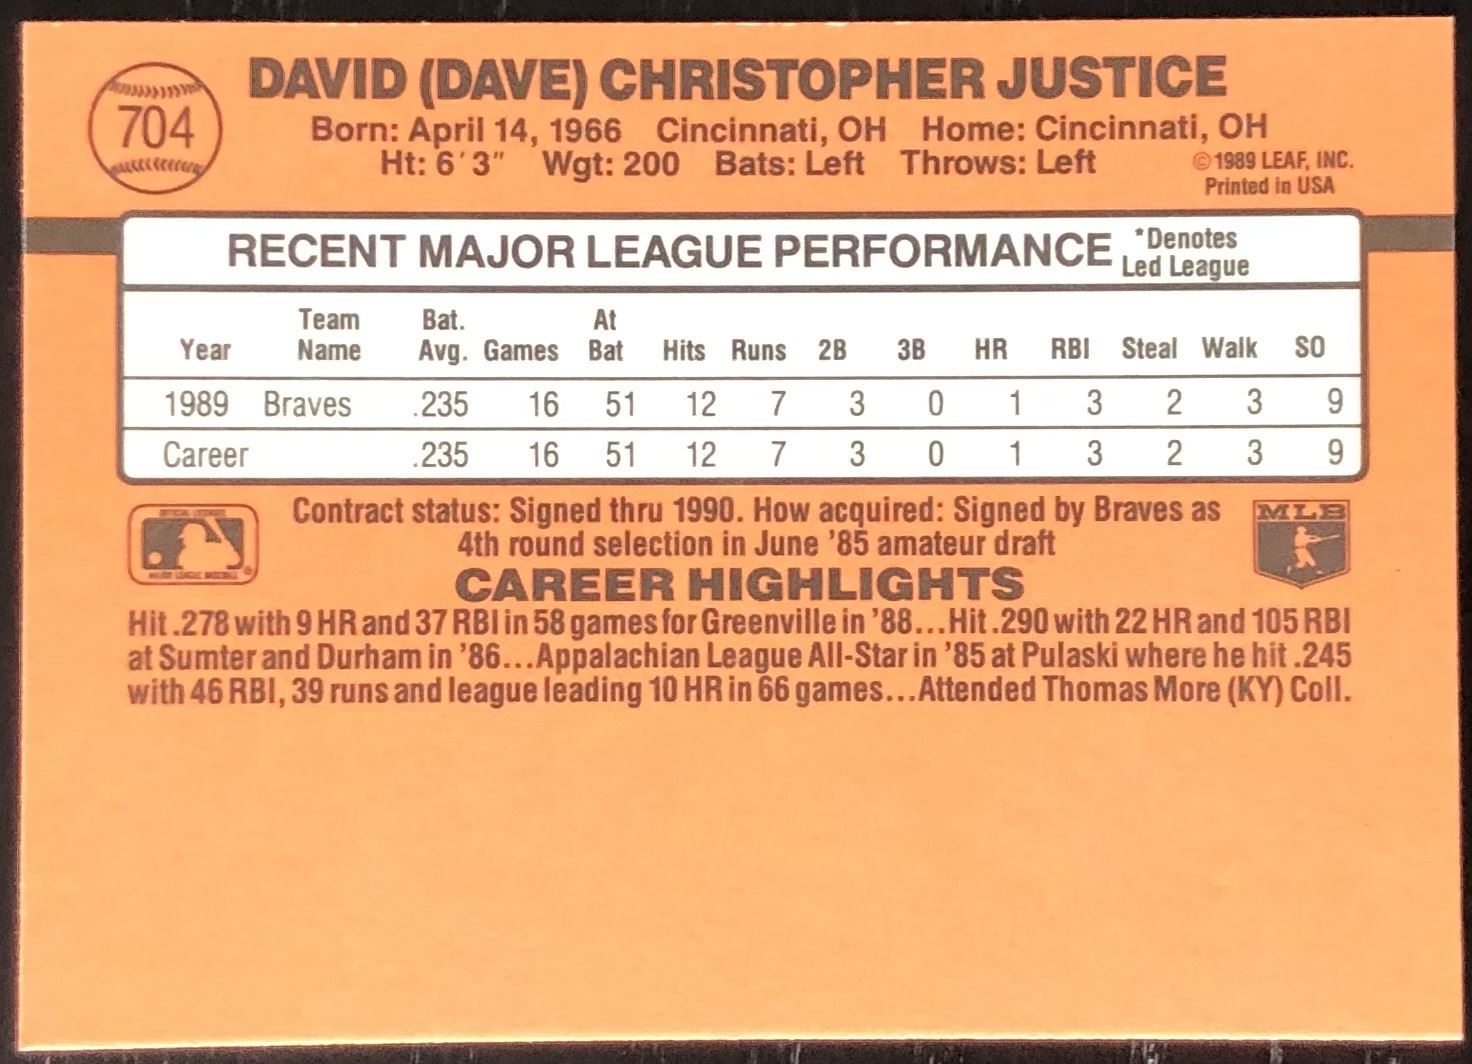 704
DAVID (DAVE) CHRISTOPHER JUSTICE
Born: April 14, 1966 Cincinnati, OH Home: Cincinnati, OH
Ht: 6'3" Wgt: 200 Bats: Left Throws: Left
©1989 LEAF, INC.
Printed in USA
RECENT MAJOR LEAGUE PERFORMANCE
*Denotes
Led League
Year Team Name Bat. Avg. Games At Bat Hits Runs 2B 3B HR RBI Steal Walk SO
1989 Braves .235 16 51 12 7 3 0 1 3 2 3 9
Career .235 16 51 12 7 3 0 1 3 2 3 9
Contract status: Signed thru 1990. How acquired: Signed by Braves as
4th round selection in June '85 amateur draft
MLB
CAREER HIGHLIGHTS
Hit .278 with 9 HR and 37 RBI in 58 games for Greenville in '88...Hit .290 with 22 HR and 105 RBI
at Sumter and Durham in '86...Appalachian League All-Star in '85 at Pulaski where he hit .245
with 46 RBI, 39 runs and league leading 10 HR in 66 games...Attended Thomas More (KY) Coll.